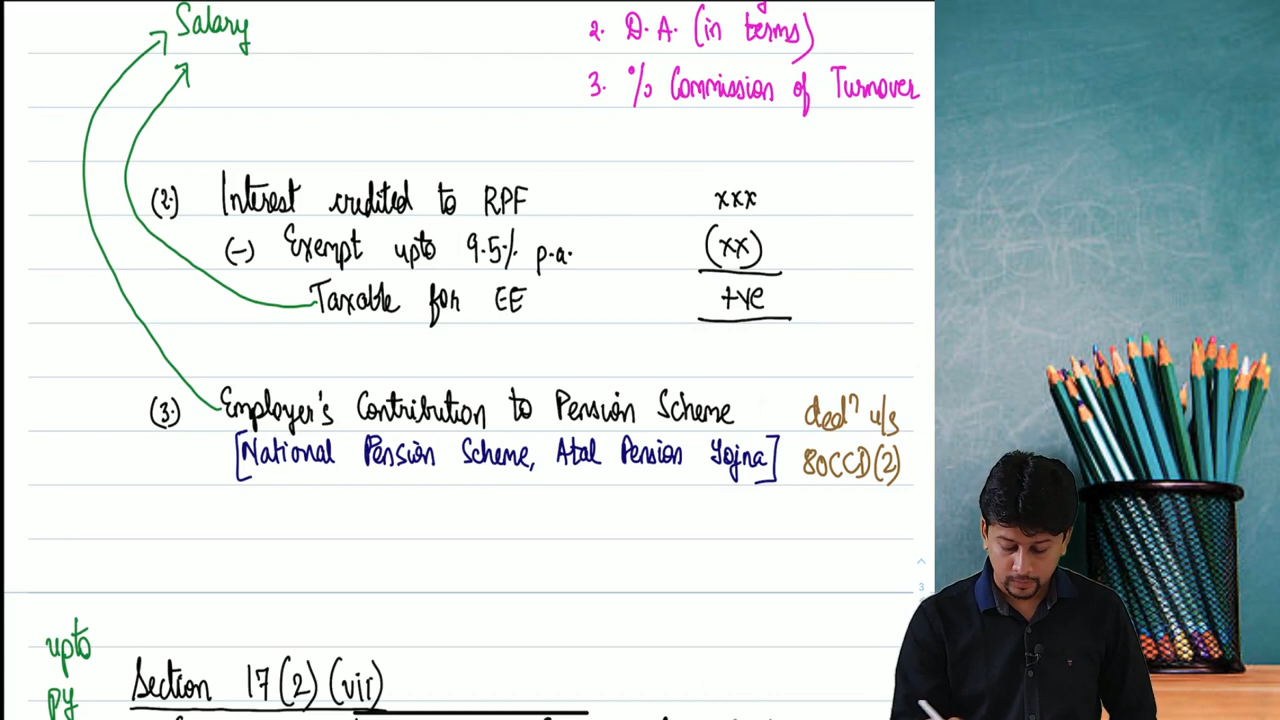 Salary
2. D.A. (in terms)
3. % Commission of Turnover
(2.) Interest credited to RPF xxx
(-) Exempt upto 9.5% p.a. (xx)
Taxable for EE +ve
(3.) Employer's Contribution to Pension Scheme dedⁿ u/s
[National Pension Scheme, Atal Pension Yojna] 80CCD(2)
3
upto
Section 17(2)(vii)
PY